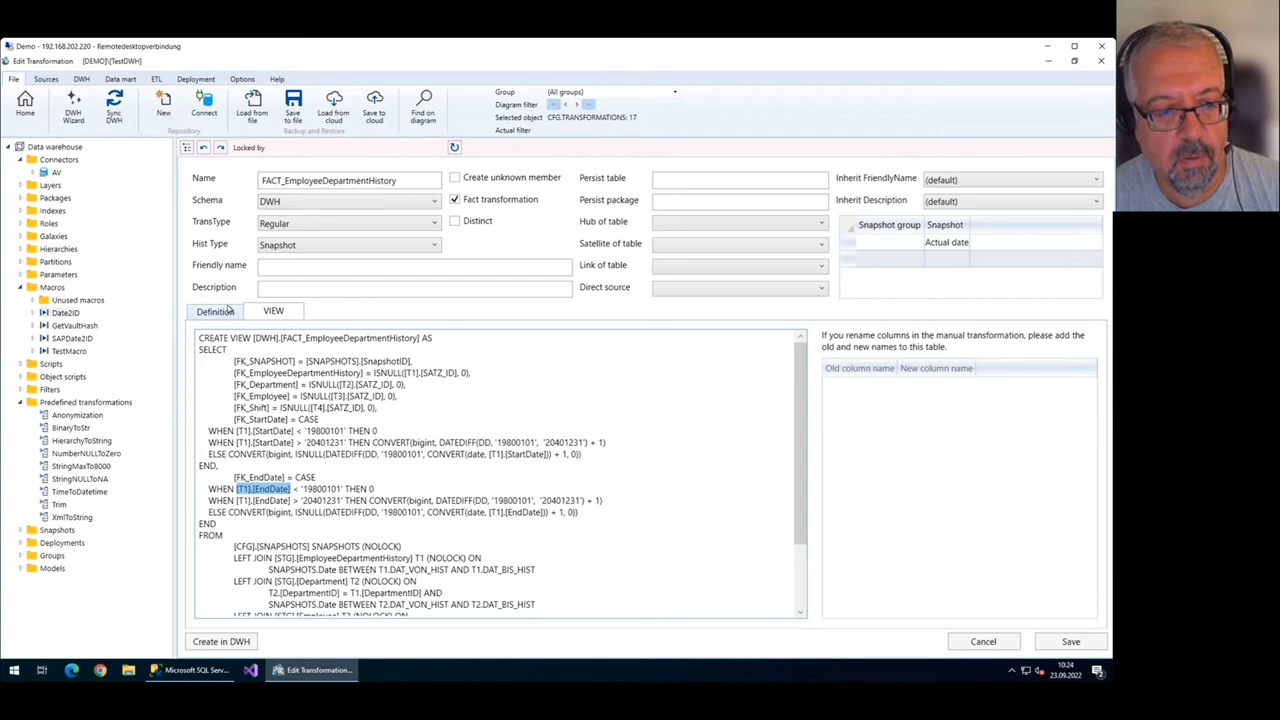 Demo - 192.168.202.220 - Remotedesktopverbindung
Edit Transformation [DEMO]\[TestDWH]
File Sources DWH Data mart ETL Deployment Options Help
Home
DWH Wizard
Sync DWH
New
Connect
Repository
Load from file
Save to file
Load from cloud
Save to cloud
Backup and Restore
Find on diagram
Group (All groups)
Diagram filter
Selected object CFG.TRANSFORMATIONS: 17
Actual filter
Data warehouse
Connectors
AV
Layers
Packages
Indexes
Roles
Galaxies
Hierarchies
Partitions
Parameters
Macros
Unused macros
Date2ID
GetVaultHash
SAPDate2ID
TestMacro
Scripts
Object scripts
Filters
Predefined transformations
Anonymization
BinaryToStr
HierarchyToString
NumberNULLToZero
StringMaxTo8000
StringNULLToNA
TimeToDatetime
Trim
XmlToString
Snapshots
Deployments
Groups
Models
Locked by
Name FACT_EmployeeDepartmentHistory
Schema DWH
TransType Regular
Hist Type Snapshot
Friendly name
Description
Create unknown member
Fact transformation
Distinct
Persist table
Persist package
Hub of table
Satellite of table
Link of table
Direct source
Inherit FriendlyName (default)
Inherit Description (default)
Snapshot group Snapshot
Actual date
Definition VIEW
CREATE VIEW [DWH].[FACT_EmployeeDepartmentHistory] AS
SELECT
[FK_SNAPSHOT] = [SNAPSHOTS].[SnapshotID],
[FK_EmployeeDepartmentHistory] = ISNULL([T1].[SATZ_ID], 0),
[FK_Department] = ISNULL([T2].[SATZ_ID], 0),
[FK_Employee] = ISNULL([T3].[SATZ_ID], 0),
[FK_Shift] = ISNULL([T4].[SATZ_ID], 0),
[FK_StartDate] = CASE
WHEN [T1].[StartDate] < '19800101' THEN 0
WHEN [T1].[StartDate] > '20401231' THEN CONVERT(bigint, DATEDIFF(DD, '19800101', '20401231') + 1)
ELSE CONVERT(bigint, ISNULL(DATEDIFF(DD, '19800101', CONVERT(date, [T1].[StartDate])) + 1, 0))
END,
[FK_EndDate] = CASE
WHEN [T1].[EndDate] < '19800101' THEN 0
WHEN [T1].[EndDate] > '20401231' THEN CONVERT(bigint, DATEDIFF(DD, '19800101', '20401231') + 1)
ELSE CONVERT(bigint, ISNULL(DATEDIFF(DD, '19800101', CONVERT(date, [T1].[EndDate])) + 1, 0))
END
FROM
[CFG].[SNAPSHOTS] SNAPSHOTS (NOLOCK)
LEFT JOIN [STG].[EmployeeDepartmentHistory] T1 (NOLOCK) ON
SNAPSHOTS.Date BETWEEN T1.DAT_VON_HIST AND T1.DAT_BIS_HIST
LEFT JOIN [STG].[Department] T2 (NOLOCK) ON
T2.[DepartmentID] = T1.[DepartmentID] AND
SNAPSHOTS.Date BETWEEN T2.DAT_VON_HIST AND T2.DAT_BIS_HIST
LEFT JOIN [STG].[Employee] T3 (NOLOCK) ON
If you rename columns in the manual transformation, please add the
old and new names to this table.
Old column name New column name
Create in DWH
Cancel
Save
Microsoft SQL Serv...
Edit Transformation...
10:24
23.09.2022